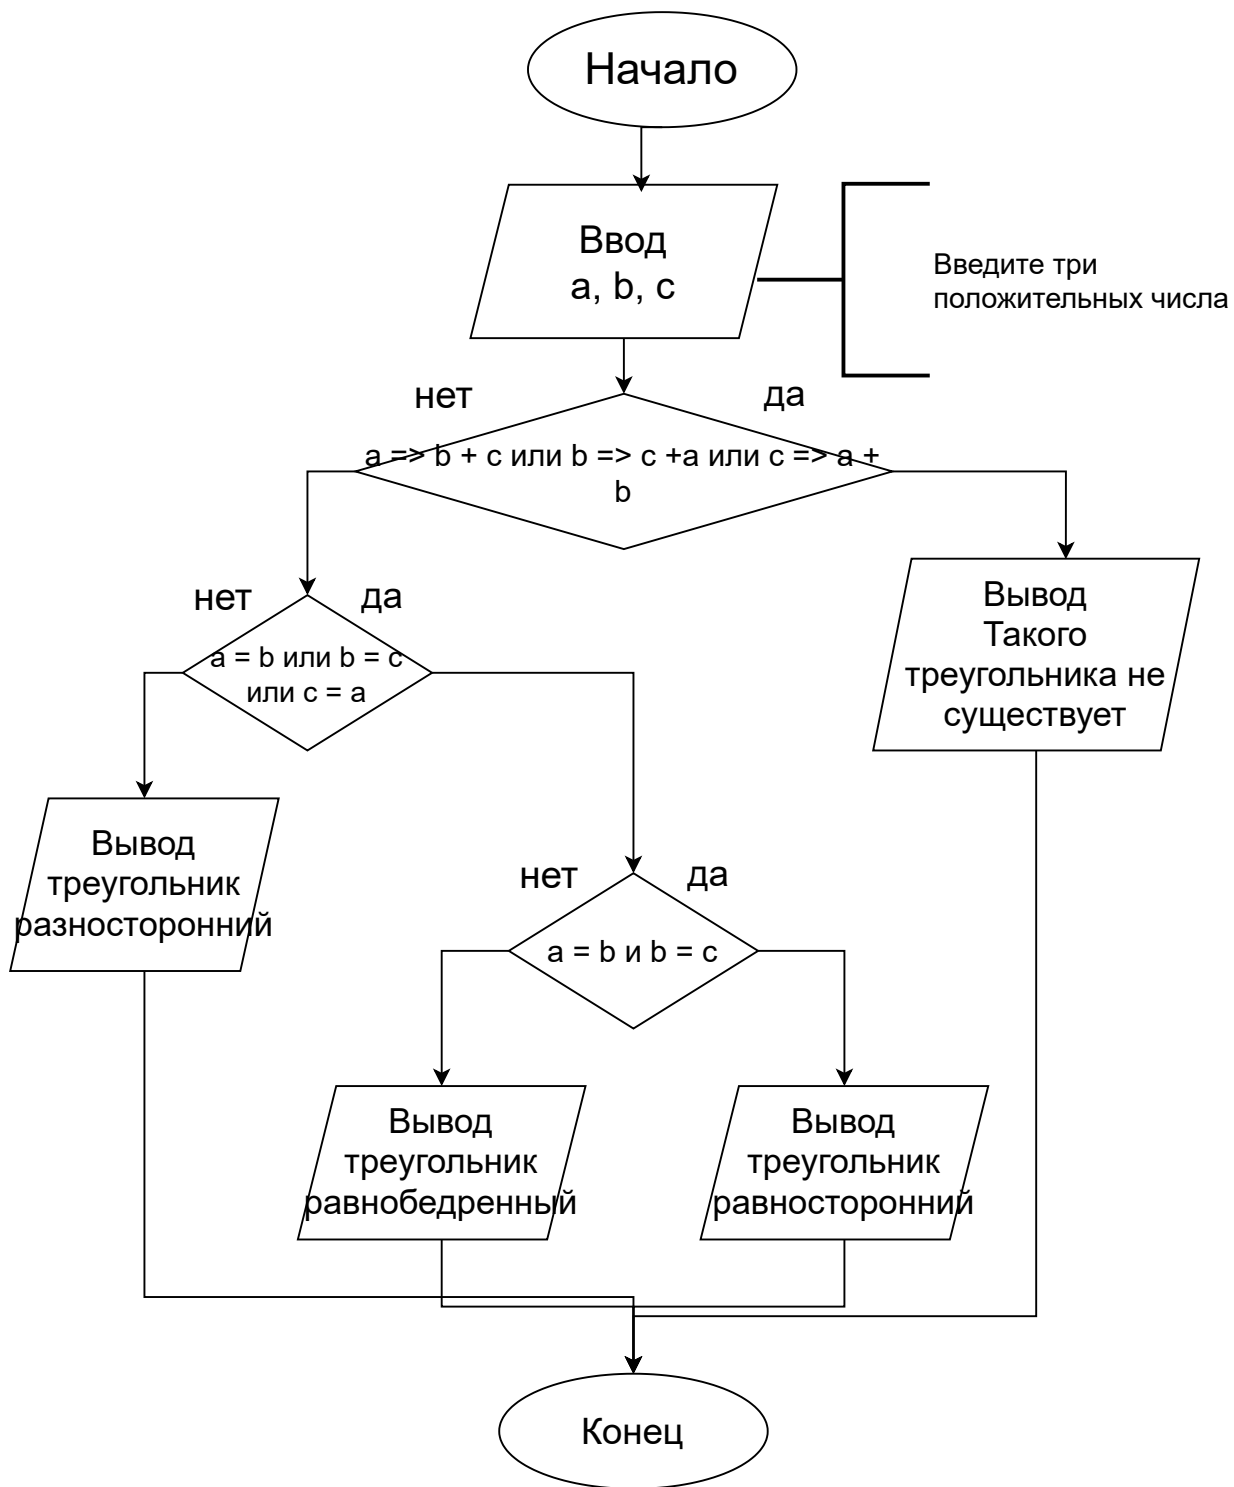 Начало
Ввод
a, b, c
Введите три
положительных числа
нет
да
a => b + c или b => c +a или c => a +
b
нет
да
a = b или b = c
или c = a
Вывод
Такого
треугольника не
существует
Вывод
треугольник
разносторонний
нет
да
a = b и b = c
Вывод
треугольник
равнобедренный
Вывод
треугольник
равносторонний
Конец